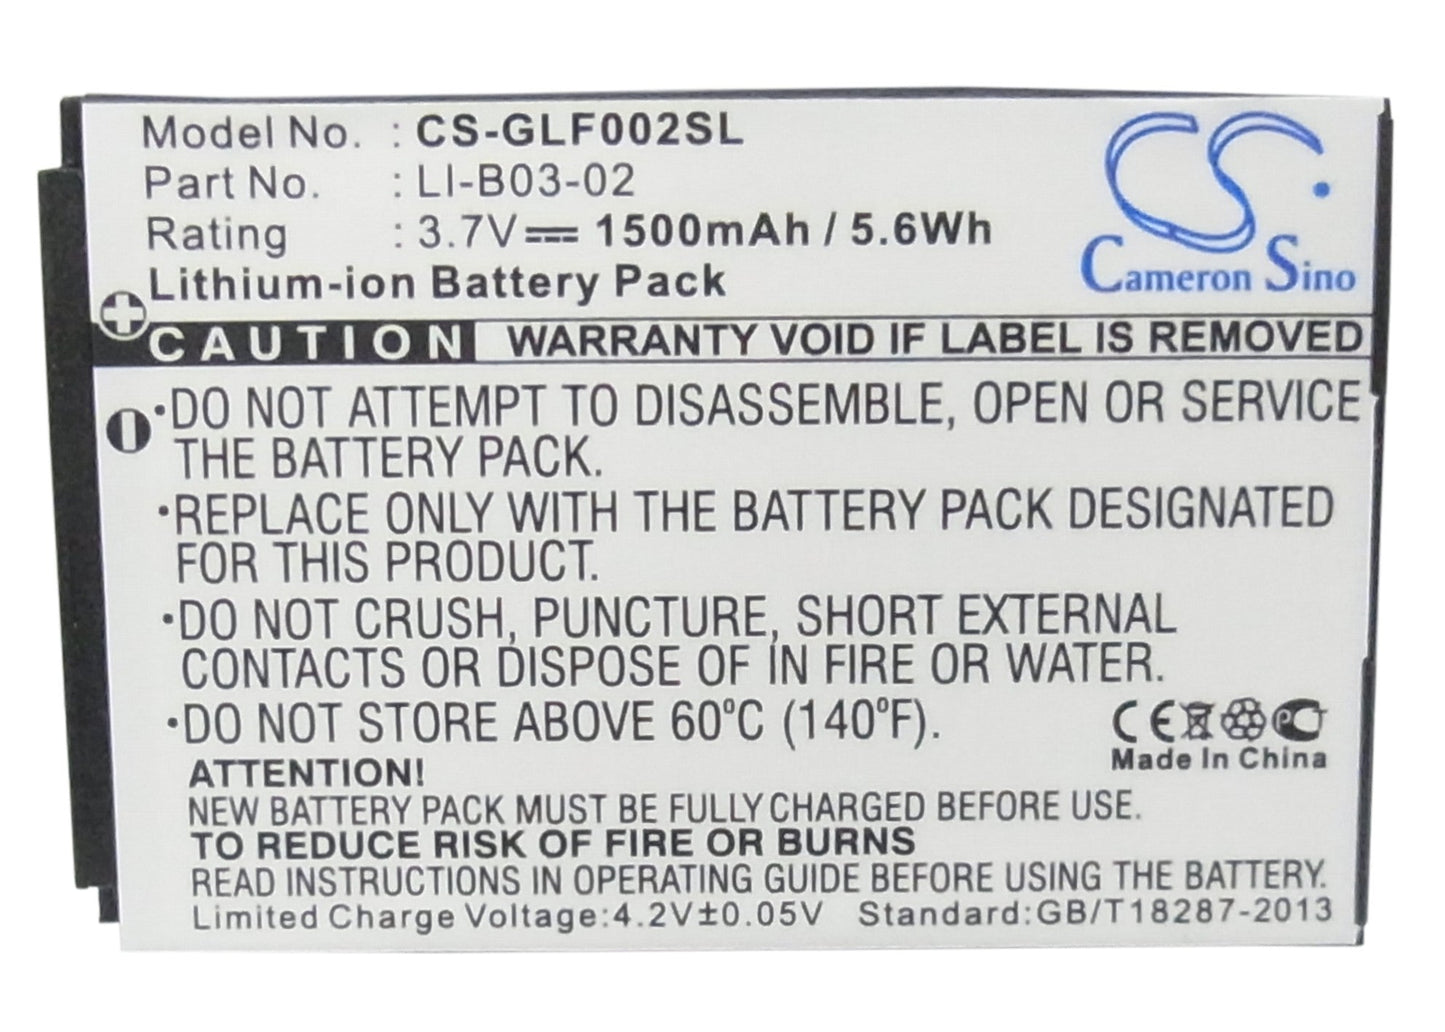 Model No. : CS-GLF002SL
Part No. : LI-B03-02
Rating : 3.7V⎓ 1500mAh / 5.6Wh
Lithium-ion Battery Pack
CS
Cameron Sino
CAUTION WARRANTY VOID IF LABEL IS REMOVED
•DO NOT ATTEMPT TO DISASSEMBLE, OPEN OR SERVICE
THE BATTERY PACK.
•REPLACE ONLY WITH THE BATTERY PACK DESIGNATED
FOR THIS PRODUCT.
•DO NOT CRUSH, PUNCTURE, SHORT EXTERNAL
CONTACTS OR DISPOSE OF IN FIRE OR WATER.
•DO NOT STORE ABOVE 60°C (140°F).
CE
Made In China
ATTENTION!
NEW BATTERY PACK MUST BE FULLY CHARGED BEFORE USE.
TO REDUCE RISK OF FIRE OR BURNS
READ INSTRUCTIONS IN OPERATING GUIDE BEFORE USING THE BATTERY.
Limited Charge Voltage:4.2V±0.05V Standard:GB/T18287-2013